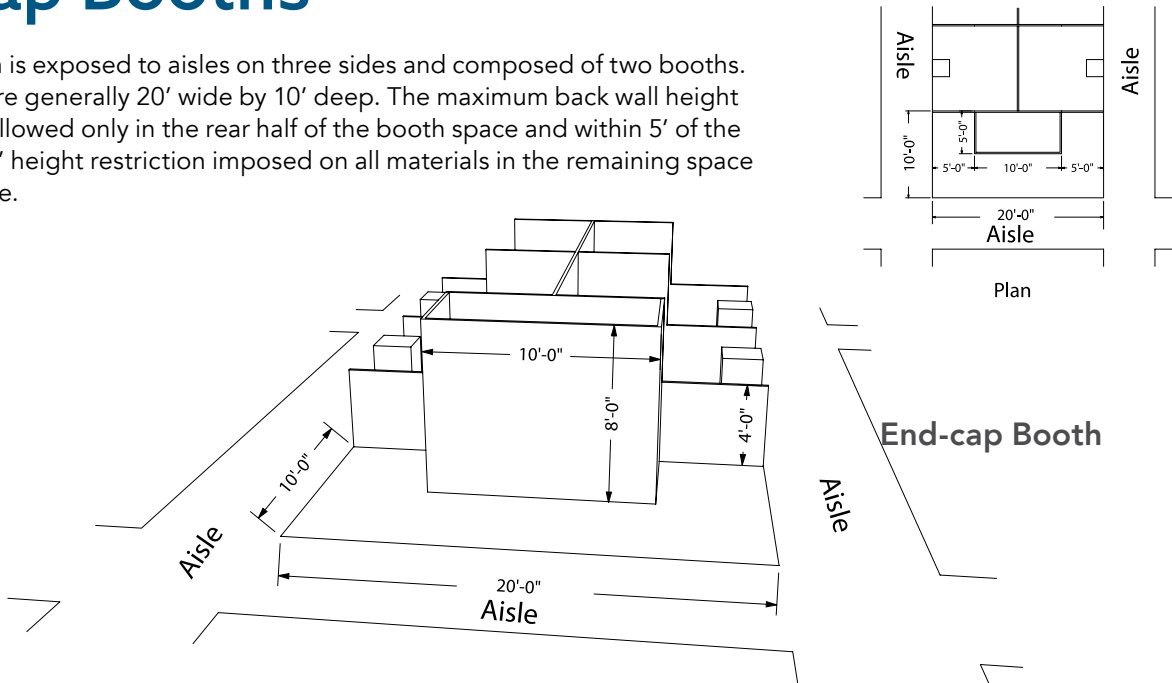 ap Booths
is exposed to aisles on three sides and composed of two booths.
re generally 20' wide by 10' deep. The maximum back wall height
llowed only in the rear half of the booth space and within 5' of the
' height restriction imposed on all materials in the remaining space
e.
Aisle
Aisle
10'-0"
5'-0"
5'-0"
10'-0"
5'-0"
20'-0"
Aisle
Plan
10'-0"
8'-0"
4'-0"
End-cap Booth
10'-0"
Aisle
Aisle
20'-0"
Aisle